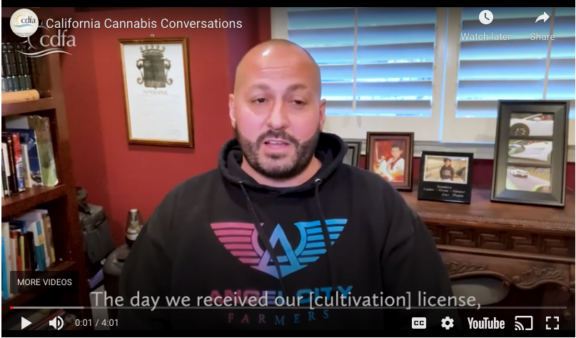 cdfa
California Cannabis Conversations
cdfa
Watch later
Share
MORE VIDEOS
ANGEL CITY
FARMERS
The day we received our [cultivation] license,
0:01 / 4:01
CC
YouTube